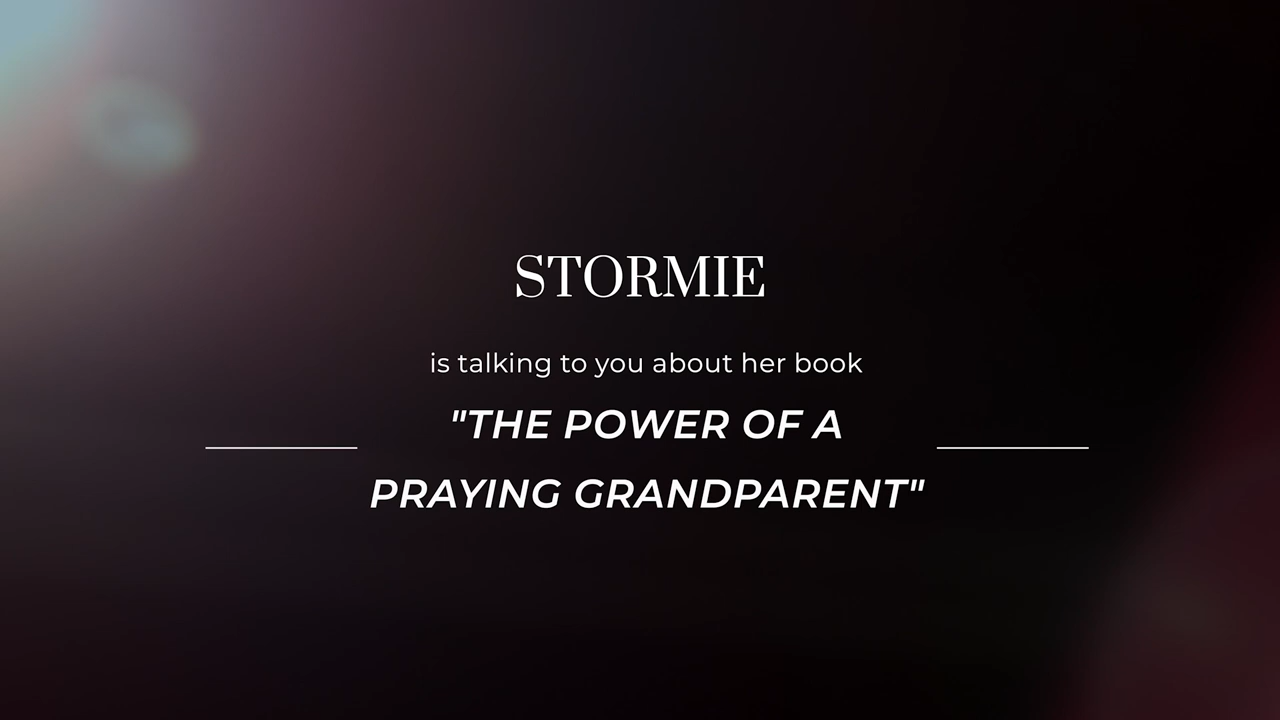 STORMIE
is talking to you about her book
"THE POWER OF A
PRAYING GRANDPARENT"